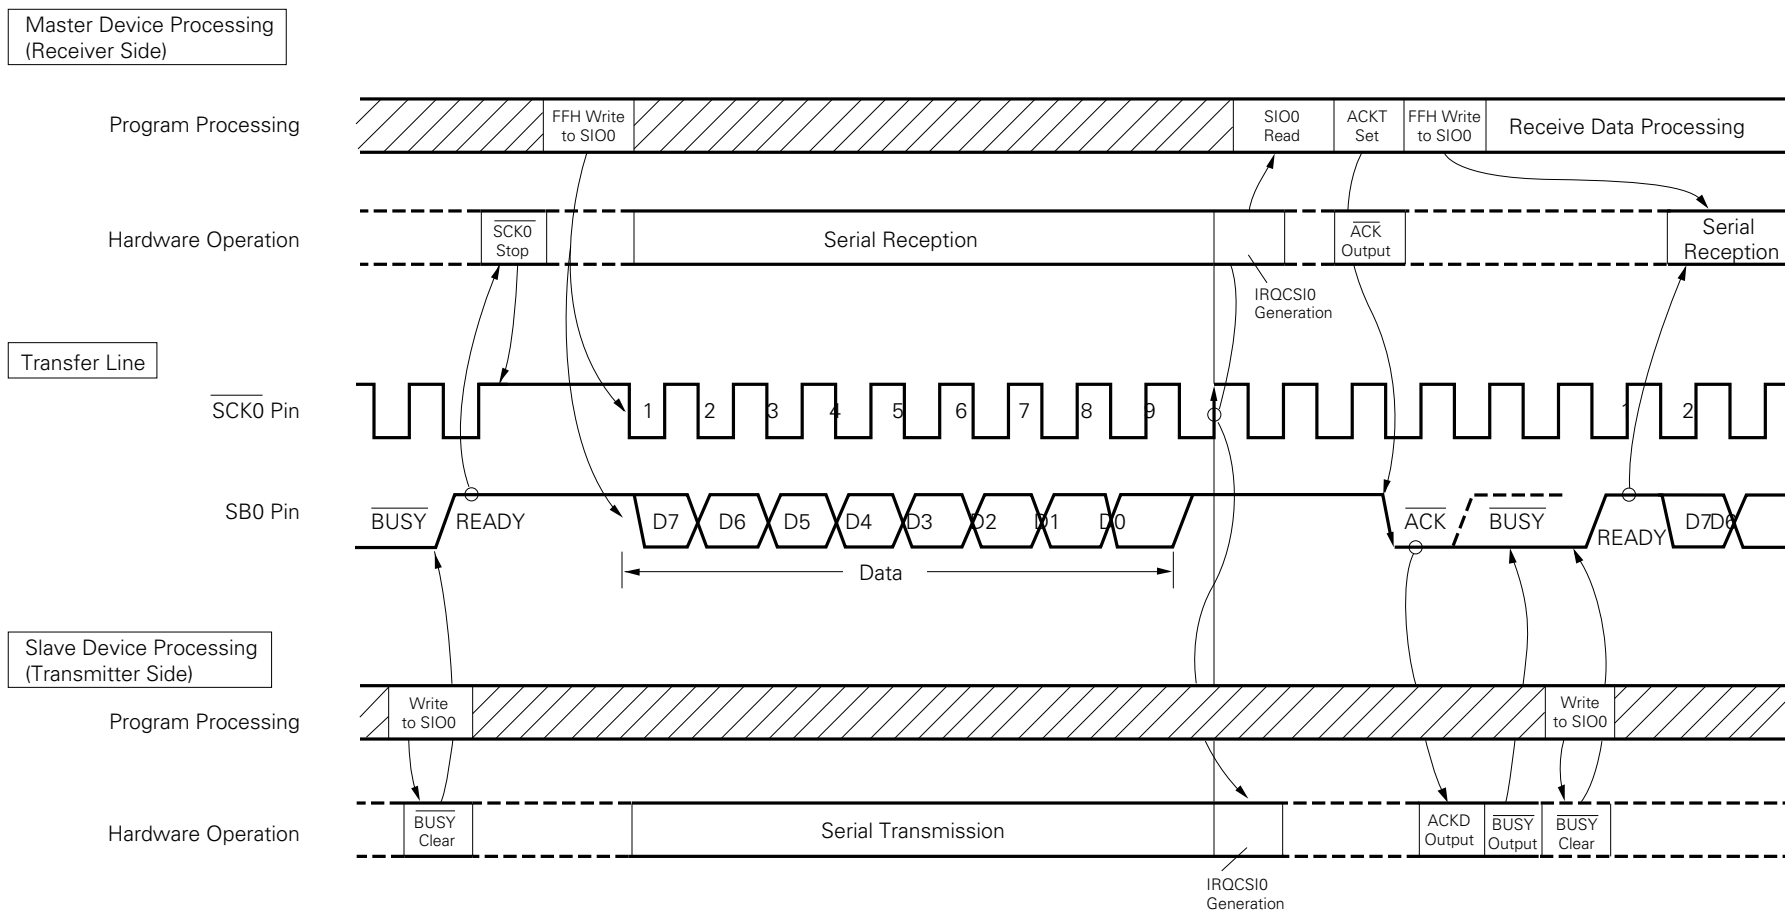 Master Device Processing
(Receiver Side)
Program Processing
FFH Write
to SIO0
SIO0
Read
ACKT
Set
FFH Write
to SIO0
Receive Data Processing
Hardware Operation
SCK0
Stop
Serial Reception
ACK
Output
Serial
Reception
IRQCSI0
Generation
Transfer Line
SCK0 Pin
1 2 3 4 5 6 7 8 9 1 2
SB0 Pin
BUSY READY D7 D6 D5 D4 D3 D2 D1 D0 ACK BUSY READY D7 D6
Data
Slave Device Processing
(Transmitter Side)
Program Processing
Write
to SIO0
Write
to SIO0
Hardware Operation
BUSY
Clear
Serial Transmission
ACKD
Output
BUSY
Output
BUSY
Clear
IRQCSI0
Generation